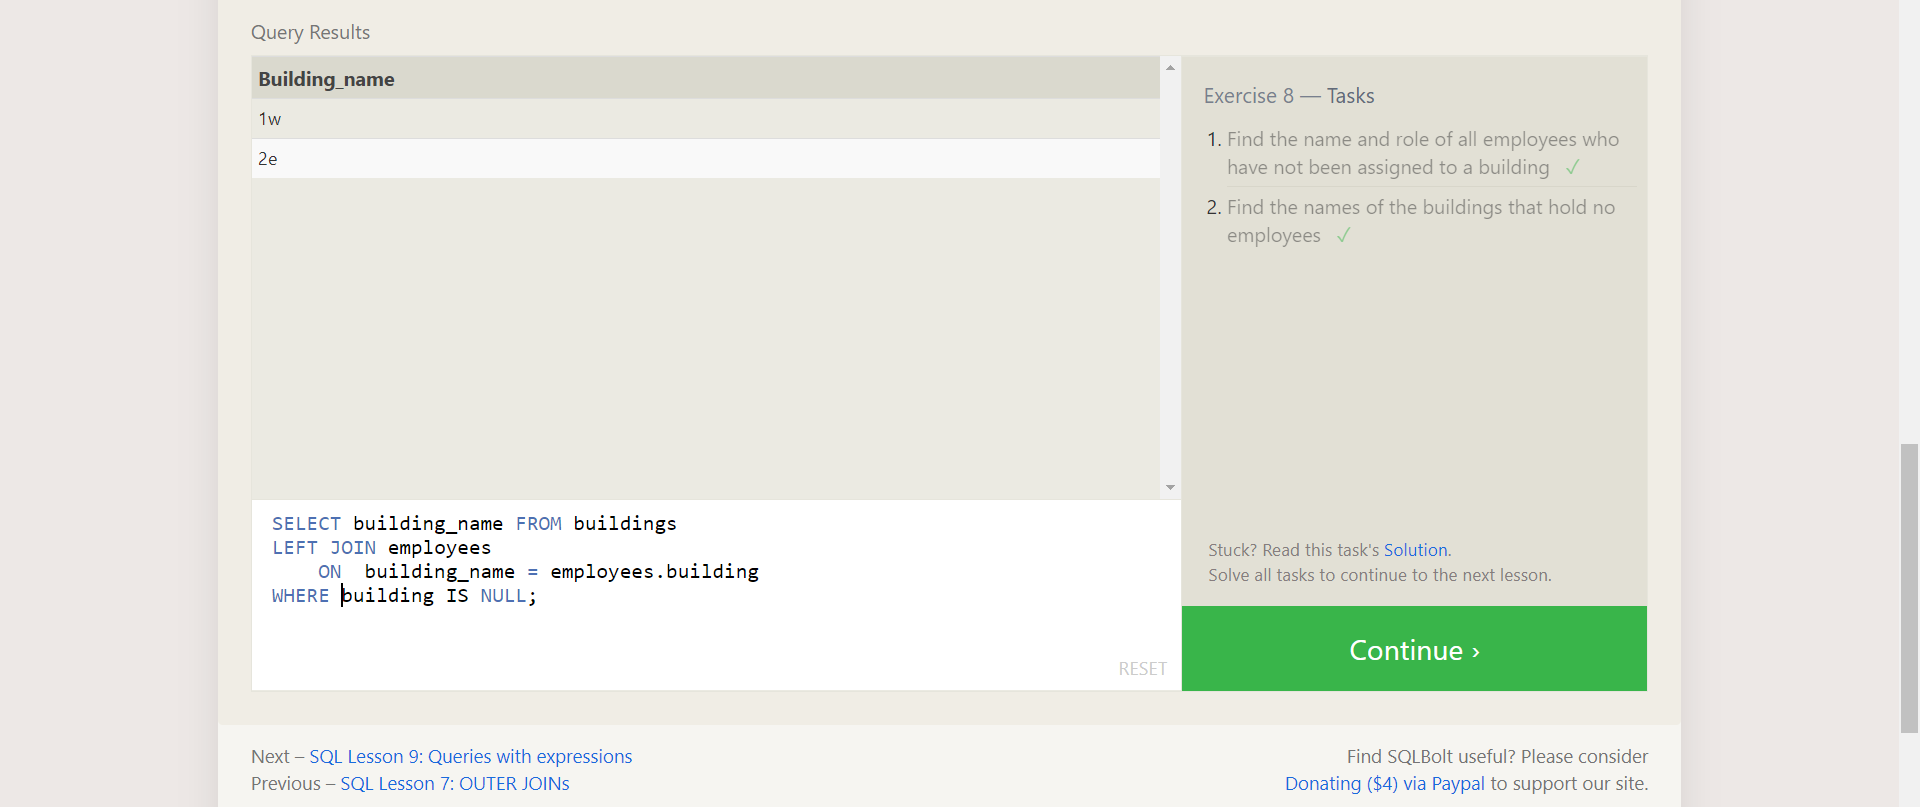 Query Results
Building_name
1w
2e
Exercise 8 — Tasks
1. Find the name and role of all employees who
have not been assigned to a building ✓
2. Find the names of the buildings that hold no
employees ✓
SELECT building_name FROM buildings
LEFT JOIN employees
    ON  building_name = employees.building
WHERE building IS NULL;
RESET
Stuck? Read this task's Solution.
Solve all tasks to continue to the next lesson.
Continue ›
Next – SQL Lesson 9: Queries with expressions
Previous – SQL Lesson 7: OUTER JOINs
Find SQLBolt useful? Please consider
Donating ($4) via Paypal to support our site.